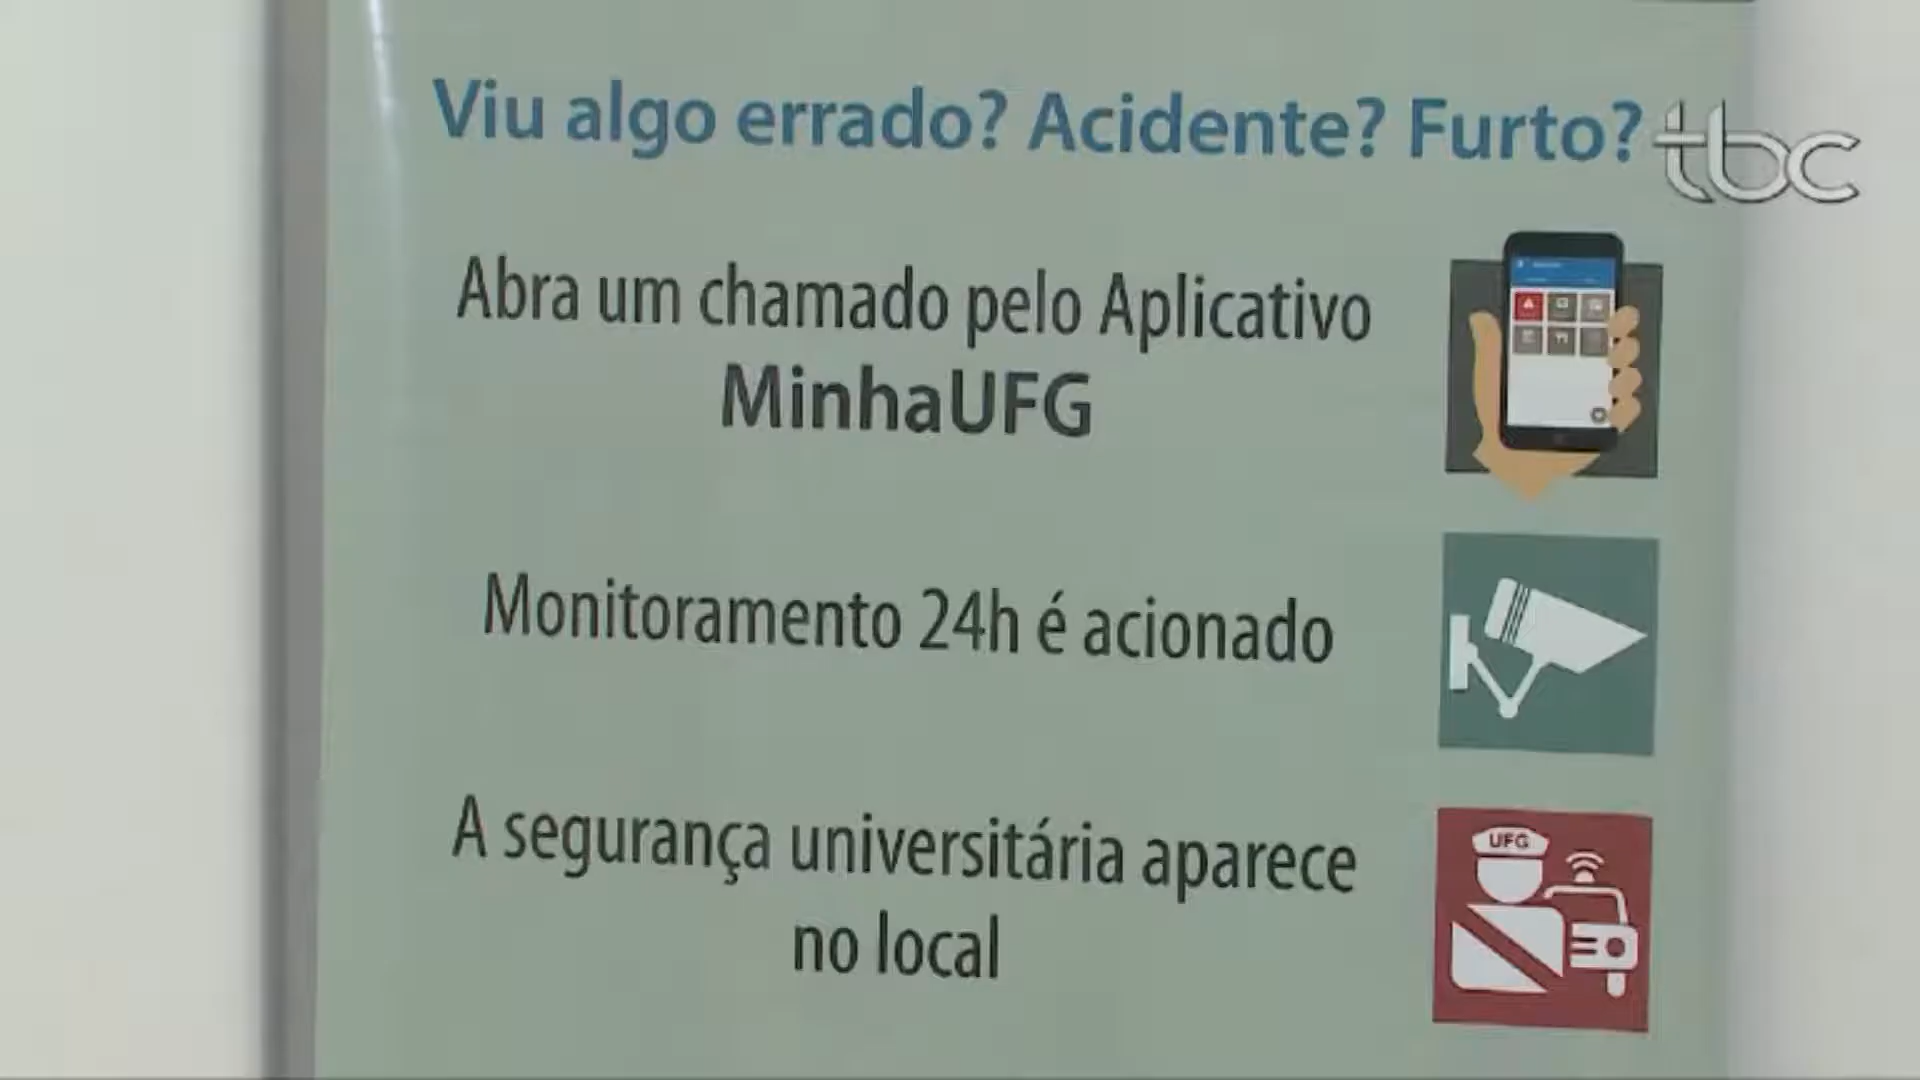 Viu algo errado? Acidente? Furto?
tbc
Abra um chamado pelo Aplicativo
MinhaUFG
Monitoramento 24h é acionado
A segurança universitária aparece
no local
UFG